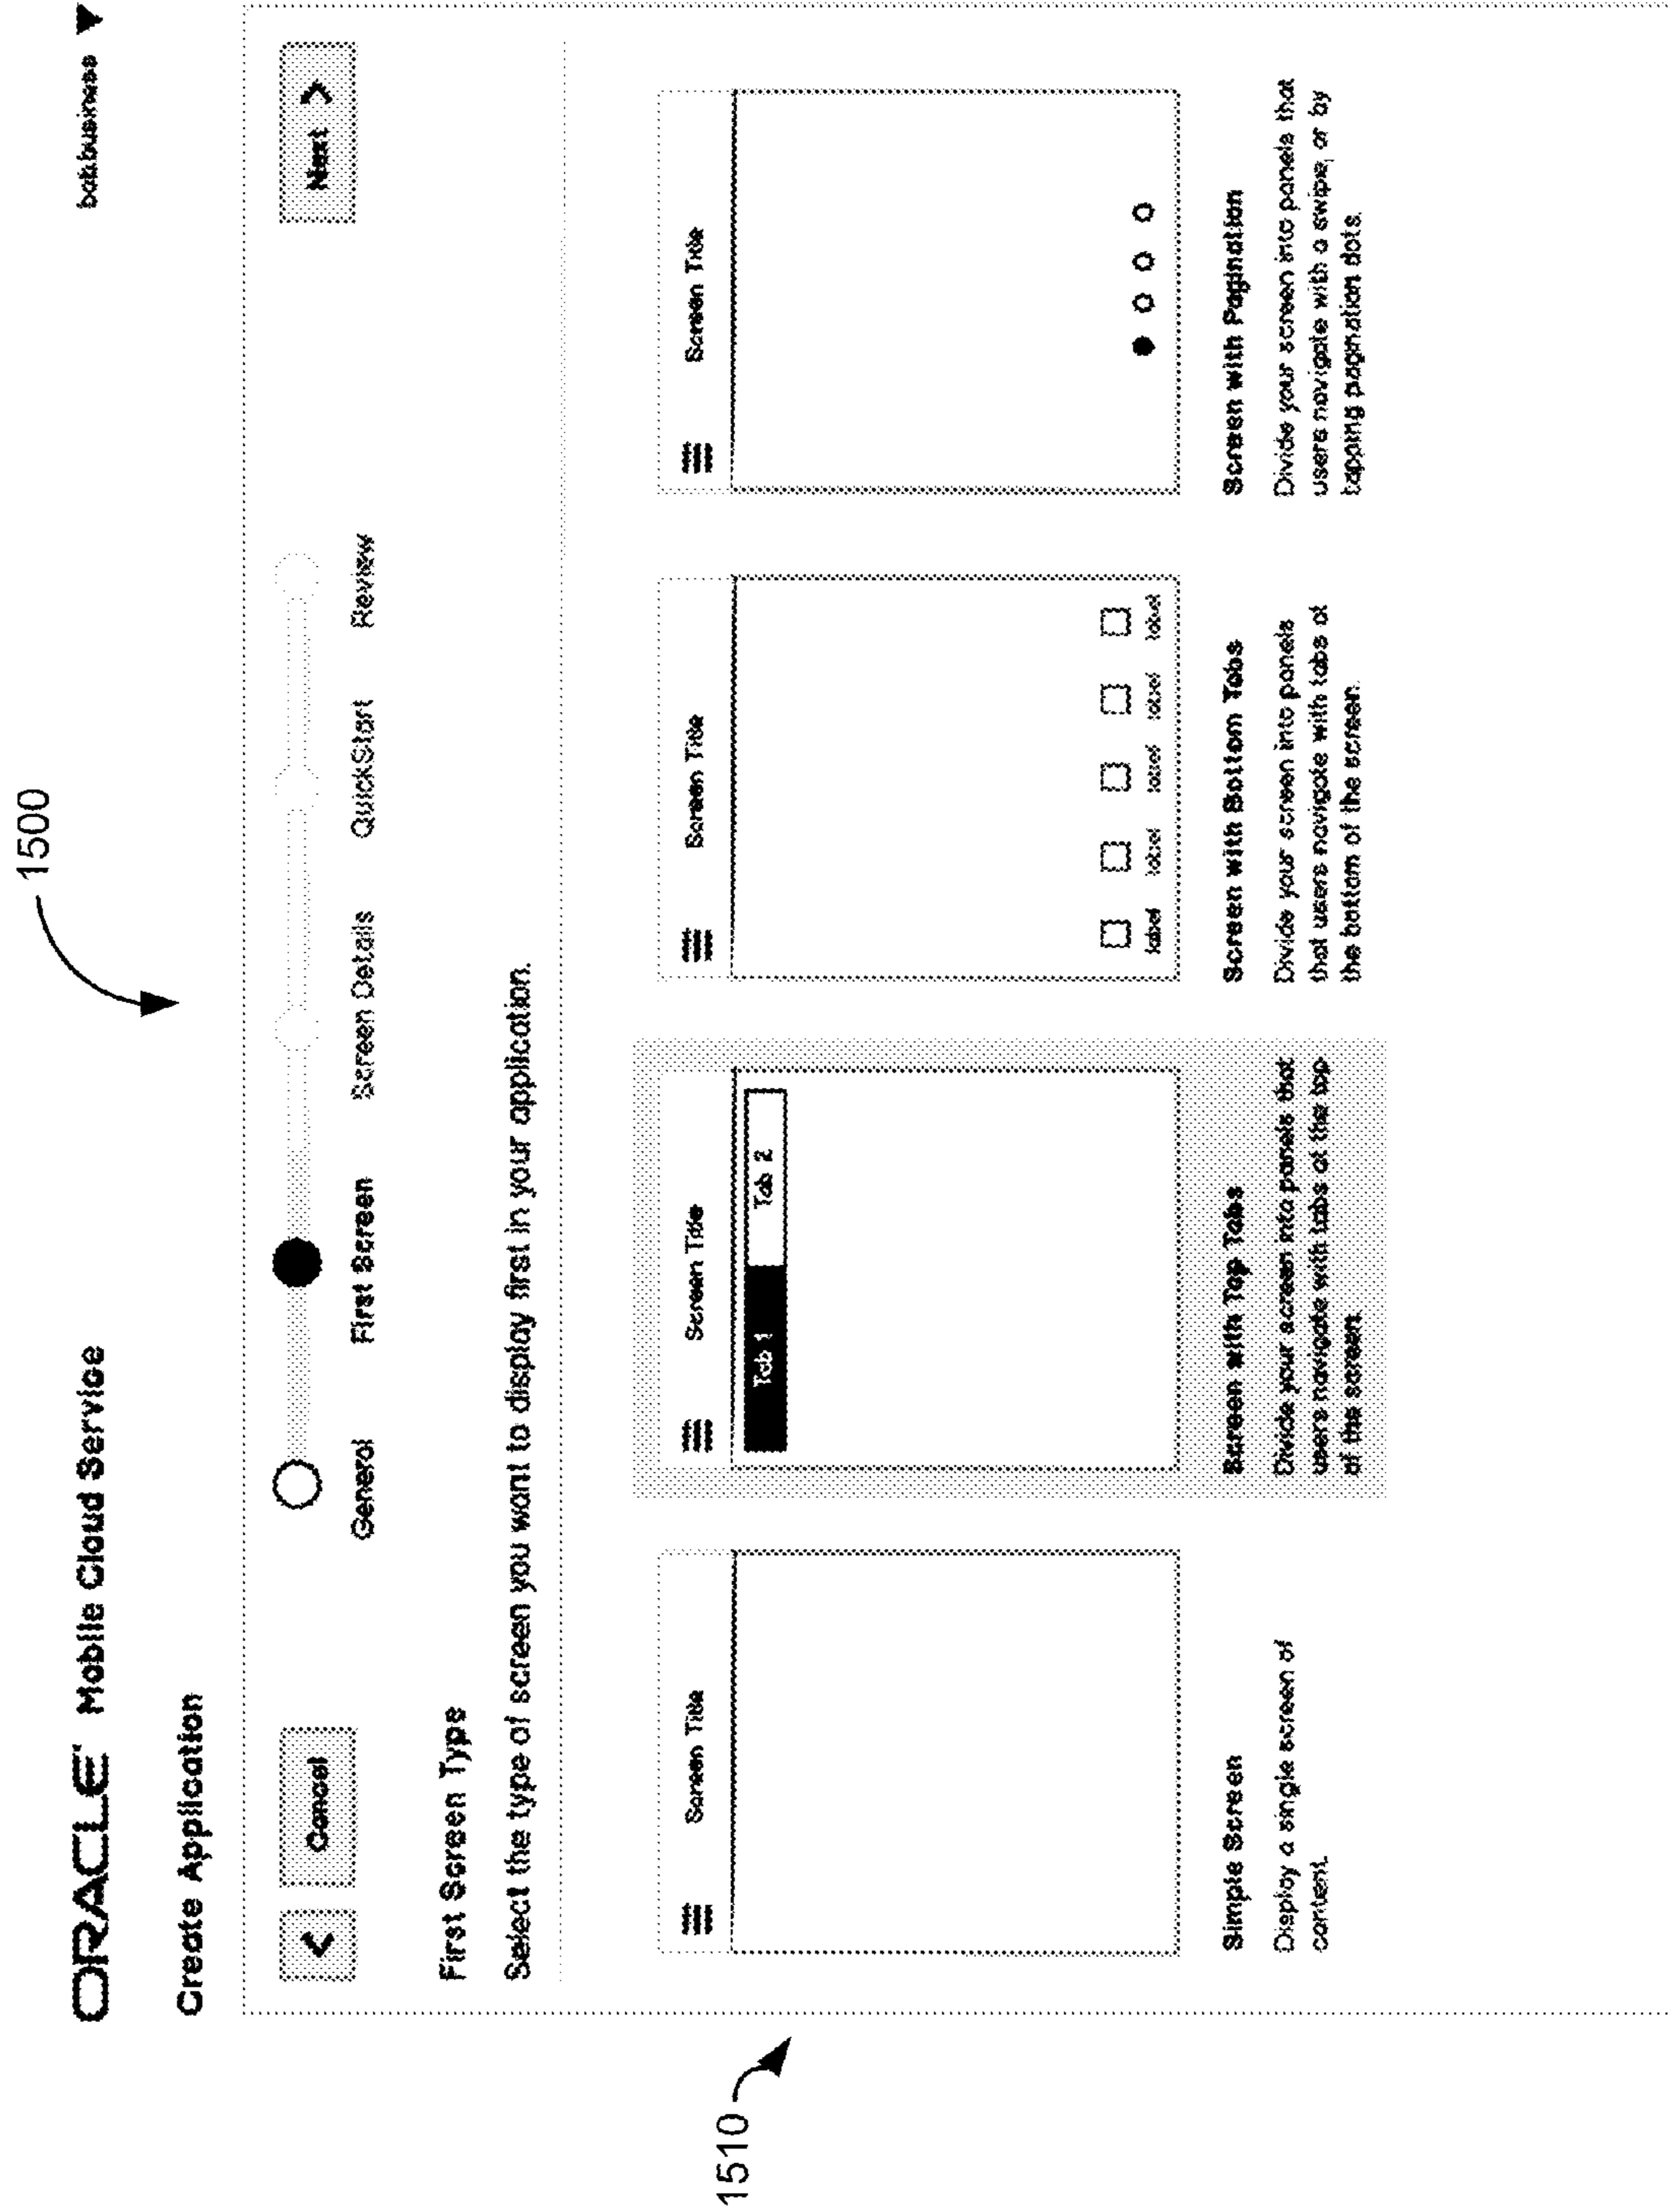 1500
ORACLE Mobile Cloud Service
bobbusiness
Create Application
< Cancel
Next >
General First Screen Screen Details QuickStart Review
First Screen Type
Select the type of screen you want to display first in your application.
1510
Screen Title
Simple Screen
Display a single screen of
content.
Screen Title
Tab 1 Tab 2
Screen with Top Tabs
Divide your screen into panels that
users navigate with tabs at the top
of the screen.
Screen Title
label label label label label
Screen with Bottom Tabs
Divide your screen into panels
that users navigate with tabs at
the bottom of the screen.
Screen Title
Screen with Pagination
Divide your screen into panels that
users navigate with a swipe, or by
tapping pagination dots.